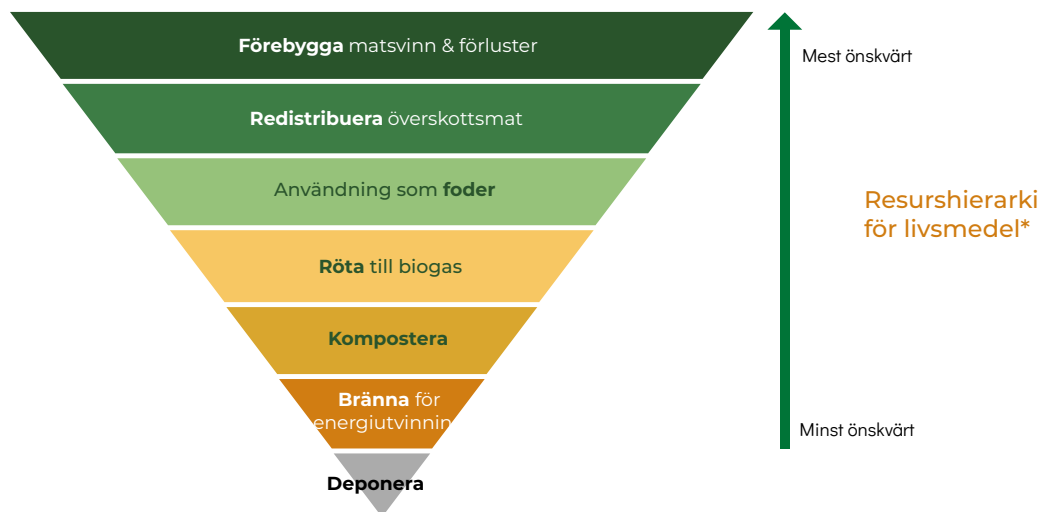 Förebygga matsvinn & förluster
Mest önskvärt
Redistribuera överskottsmat
Användning som foder
Resurshierarki
för livsmedel*
Röta till biogas
Kompostera
Bränna för
energiutvinnin
Minst önskvärt
Deponera